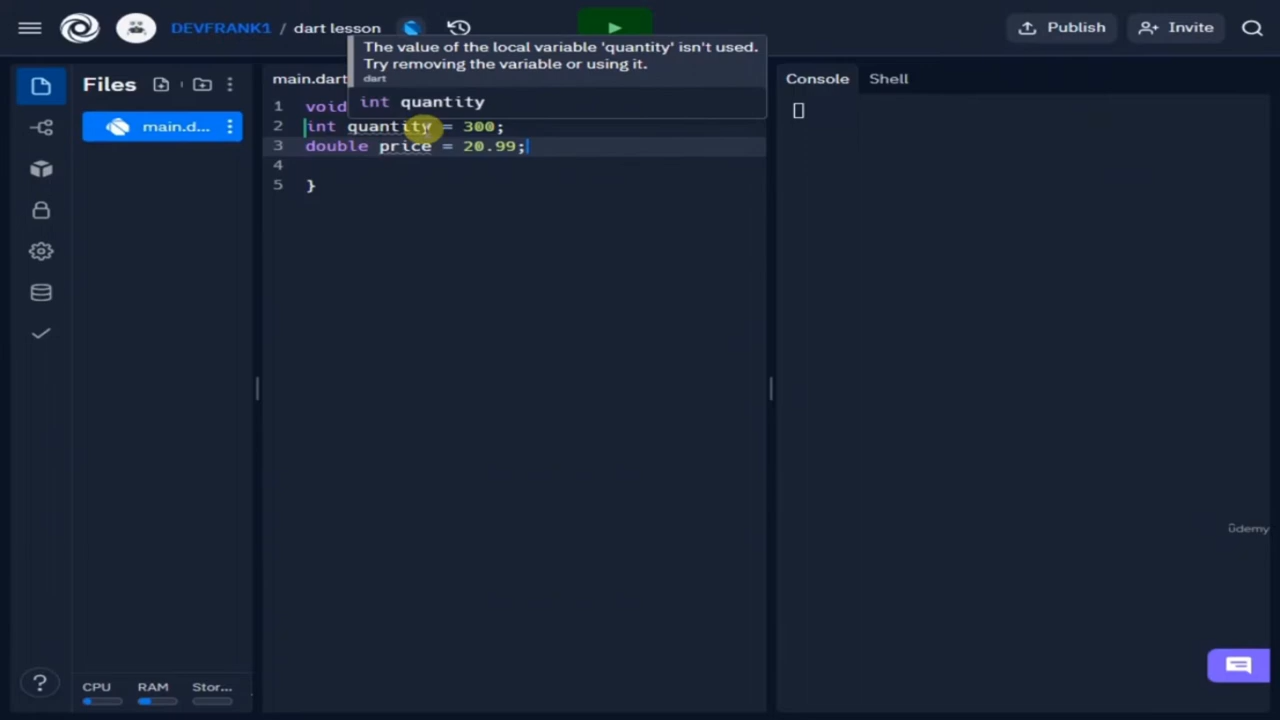 DEVFRANK1 / dart lesson
Publish
Invite
The value of the local variable 'quantity' isn't used.
Try removing the variable or using it.
dart
int quantity
Files
main.dart
Console
Shell
main.d...
1 void
2 int quantity = 300;
3 double price = 20.99;
4
5 }
ûdemy
?
CPU
RAM
Stor...